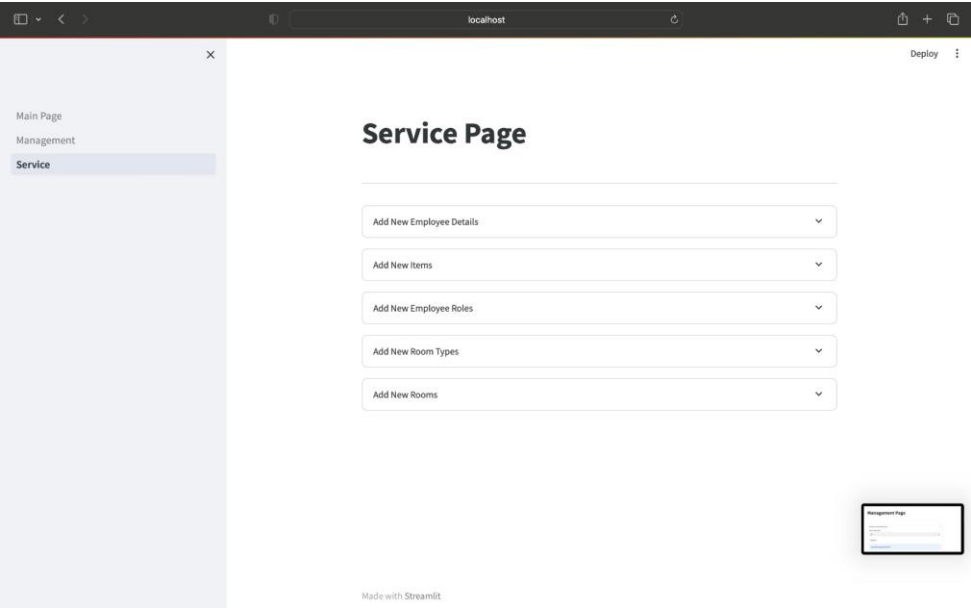 localhost
Deploy
Main Page
Management
Service
Service Page
Add New Employee Details
Add New Items
Add New Employee Roles
Add New Room Types
Add New Rooms
Management Page
Made with Streamlit